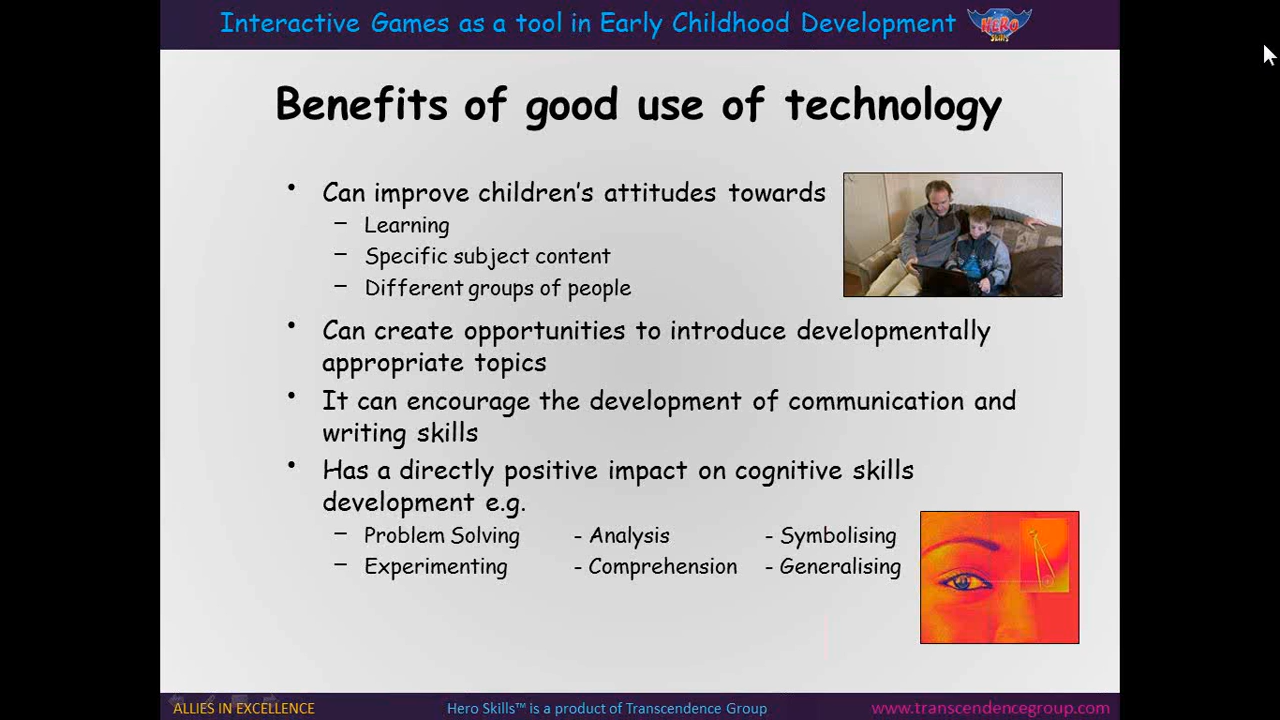 Interactive Games as a tool in Early Childhood Development
HERO
Skills
Benefits of good use of technology
• Can improve children's attitudes towards
– Learning
– Specific subject content
– Different groups of people
• Can create opportunities to introduce developmentally
appropriate topics
• It can encourage the development of communication and
writing skills
• Has a directly positive impact on cognitive skills
development e.g.
– Problem Solving - Analysis - Symbolising
– Experimenting - Comprehension - Generalising
ALLIES IN EXCELLENCE Hero Skills™ is a product of Transcendence Group www.transcendencegroup.com